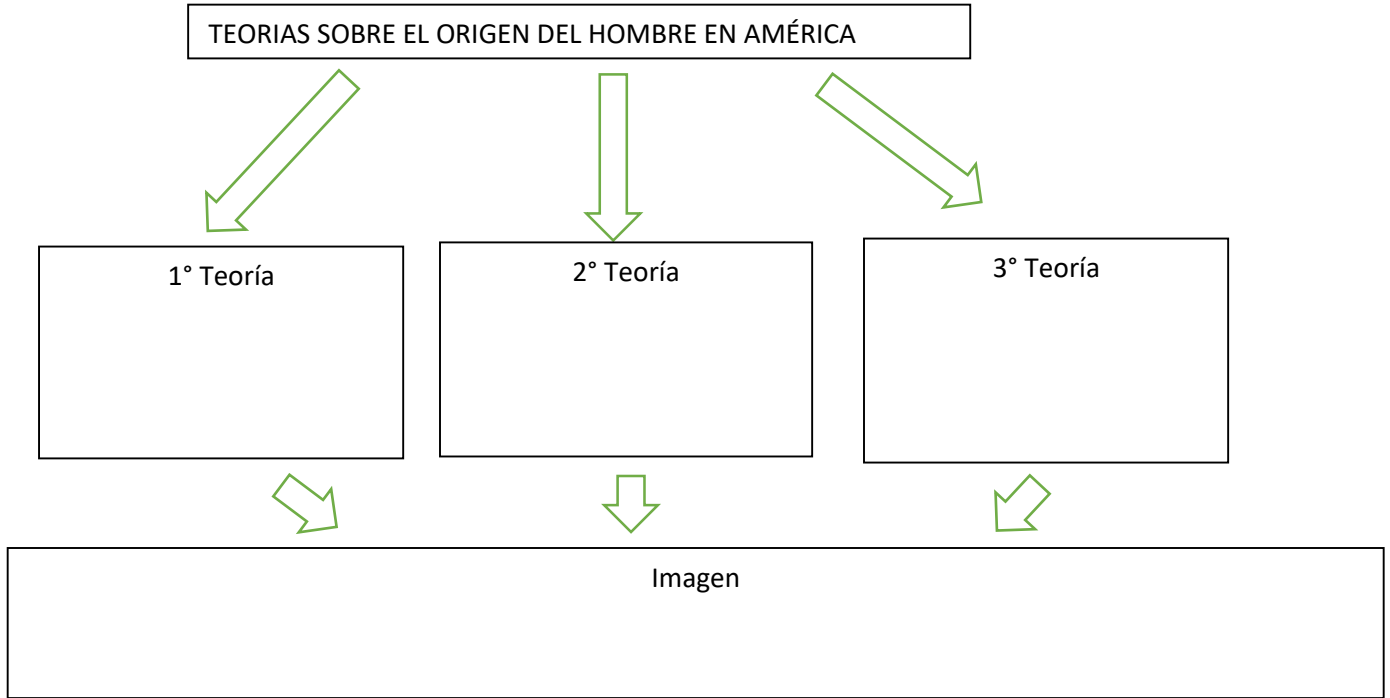 TEORIAS SOBRE EL ORIGEN DEL HOMBRE EN AMÉRICA
1° Teoría
2° Teoría
3° Teoría
Imagen